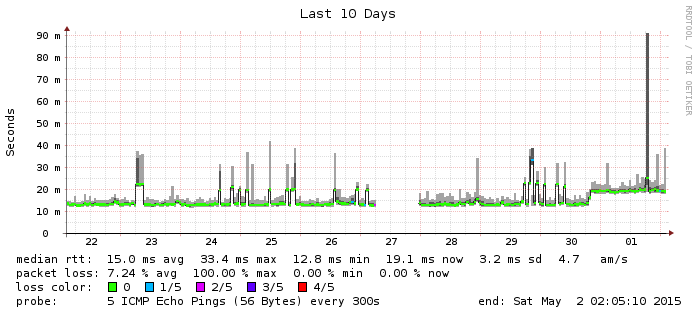 Last 10 Days
RRDTOOL / TOBI OETIKER
Seconds
90 m
80 m
70 m
60 m
50 m
40 m
30 m
20 m
10 m
0
22 23 24 25 26 27 28 29 30 01
median rtt: 15.0 ms avg 33.4 ms max 12.8 ms min 19.1 ms now 3.2 ms sd 4.7 am/s
packet loss: 7.24 % avg 100.00 % max 0.00 % min 0.00 % now
loss color: 0 1/5 2/5 3/5 4/5
probe: 5 ICMP Echo Pings (56 Bytes) every 300s end: Sat May 2 02:05:10 2015